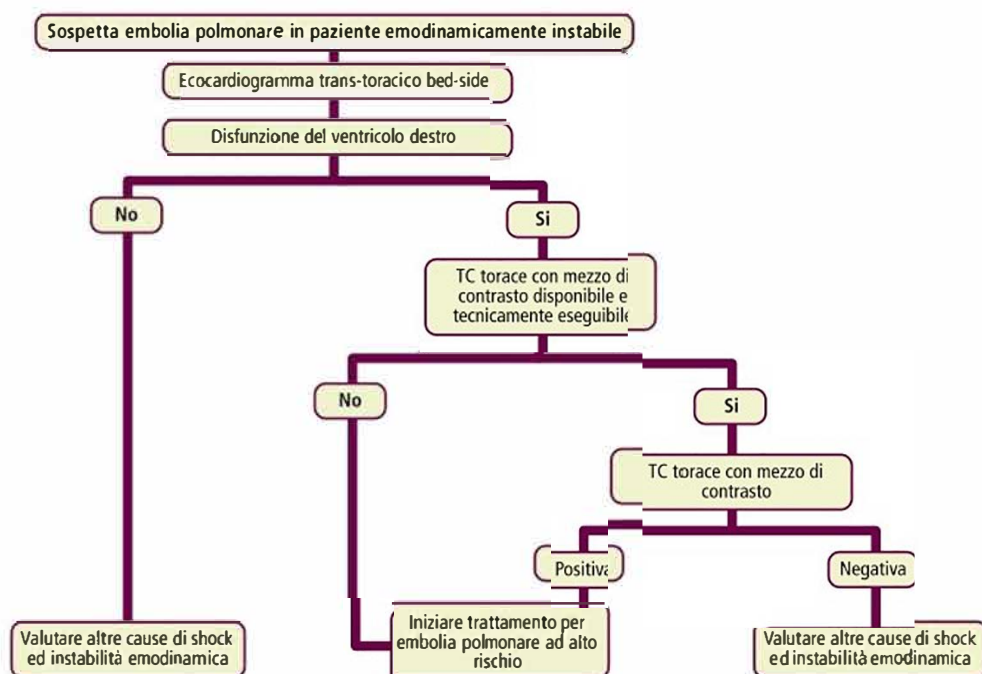 Sospetta embolia polmonare in paziente emodinamicamente instabile
Ecocardiogramma trans-toracico bed-side
Disfunzione del ventricolo destro
No
Si
TC torace con mezzo di
contrasto disponibile e
tecnicamente eseguibile
No
Si
TC torace con mezzo di
contrasto
Positiva
Negativa
Valutare altre cause di shock
ed instabilità emodinamica
Iniziare trattamento per
embolia polmonare ad alto
rischio
Valutare altre cause di shock
ed instabilità emodinamica